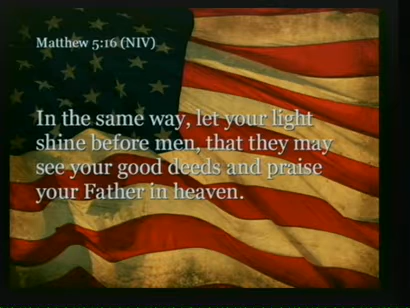 Matthew 5:16 (NIV)
In the same way, let your light
shine before men, that they may
see your good deeds and praise
your Father in heaven.